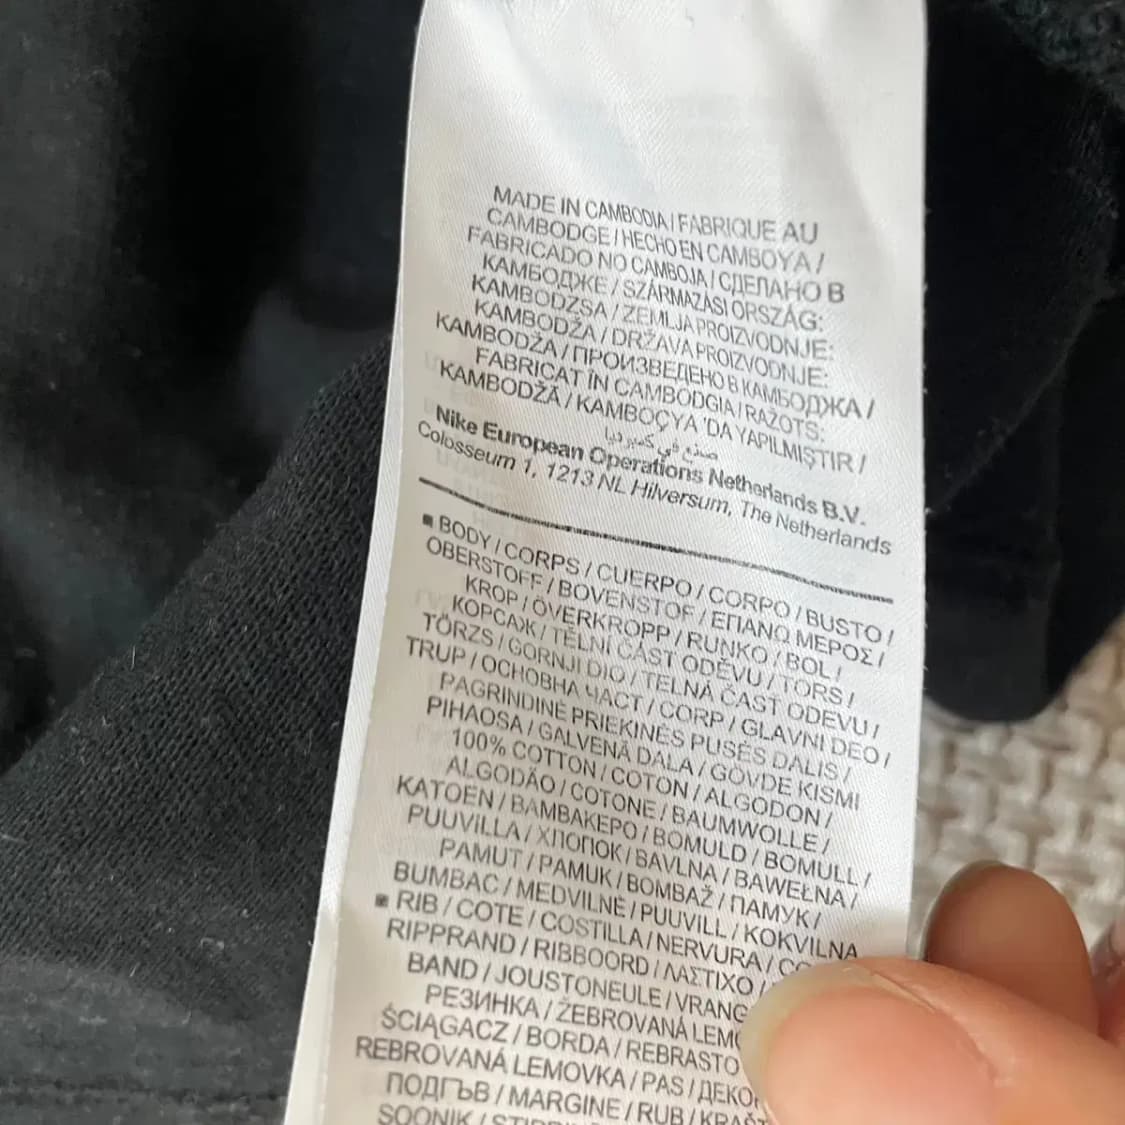 MADE IN CAMBODIA / FABRIQUE AU
CAMBODGE / HECHO EN CAMBOYA /
FABRICADO NO CAMBOJA / СДЕЛАНО В
КАМБОДЖЕ / SZÁRMAZÁSI ORSZÁG:
KAMBODZSA / ZEMLJA PROIZVODNJE:
KAMBODŽA / DRŽAVA PROIZVODNJE:
KAMBODŽA / ПРОИЗВЕДЕНО В КАМБОДЖА /
FABRICAT ÎN CAMBODGIA / RAŽOTS:
KAMBODŽĀ / KAMBOÇYA 'DA YAPILMIŞTIR /
صنع في كمبوديا
Nike European Operations Netherlands B.V.
Colosseum 1, 1213 NL Hilversum, The Netherlands
■ BODY / CORPS / CUERPO / CORPO / BUSTO /
OBERSTOFF / BOVENSTOF / ΕΠΑΝΩ ΜΕΡΟΣ /
KROP / ÖVERKROPP / RUNKO / BOL /
КОРСАЖ / TĚLNÍ ČÁST ODĚVU / TORS /
TÖRZS / GORNJI DIO / TELNÁ ČASŤ ODEVU /
TRUP / ОСНОВНА ЧАСТ / CORP / GLAVNI DEO /
PAGRINDINĖ PRIEKINĖS PUSĖS DALIS /
PIHAOSA / GALVENĀ DAĻA / GÖVDE KISMI
100% COTTON / COTON / ALGODON /
ALGODÃO / COTONE / BAUMWOLLE /
KATOEN / ΒΑΜΒΑΚΕΡΟ / BOMULD / BOMULL /
PUUVILLA / ХЛОПОК / BAVLNA / BAWEŁNA /
PAMUT / PAMUK / BOMBAŽ / ПАМУК /
BUMBAC / MEDVILNĖ / PUUVILL / KOKVILNA
■ RIB / COTE / COSTILLA / NERVURA / CO
RIPPRAND / RIBBOORD / ΛΑΣΤΙΧΟ /
BAND / JOUSTONEULE / VRANG
РЕЗИНКА / ŽEBROVANÁ LEM
ŚCIĄGACZ / BORDA / REBRASTO
REBROVANÁ LEMOVKA / PAS / ДЕКО
ПОДГЪВ / MARGINE / RUB / KRAŠT
SOONIK /